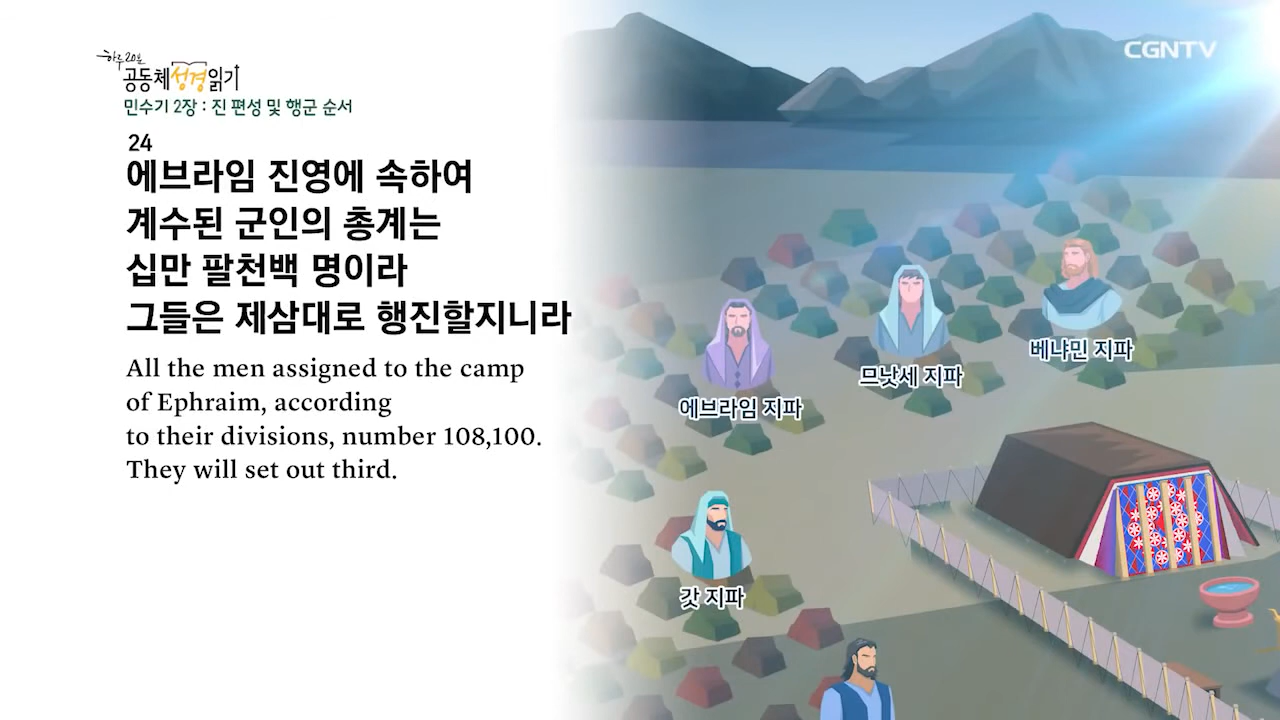 하루20분
공동체성경읽기
민수기 2장 : 진 편성 및 행군 순서
24
에브라임 진영에 속하여
계수된 군인의 총계는
십만 팔천백 명이라
그들은 제삼대로 행진할지니라
All the men assigned to the camp
of Ephraim, according
to their divisions, number 108,100.
They will set out third.
CGNTV
베냐민 지파
므낫세 지파
에브라임 지파
갓 지파